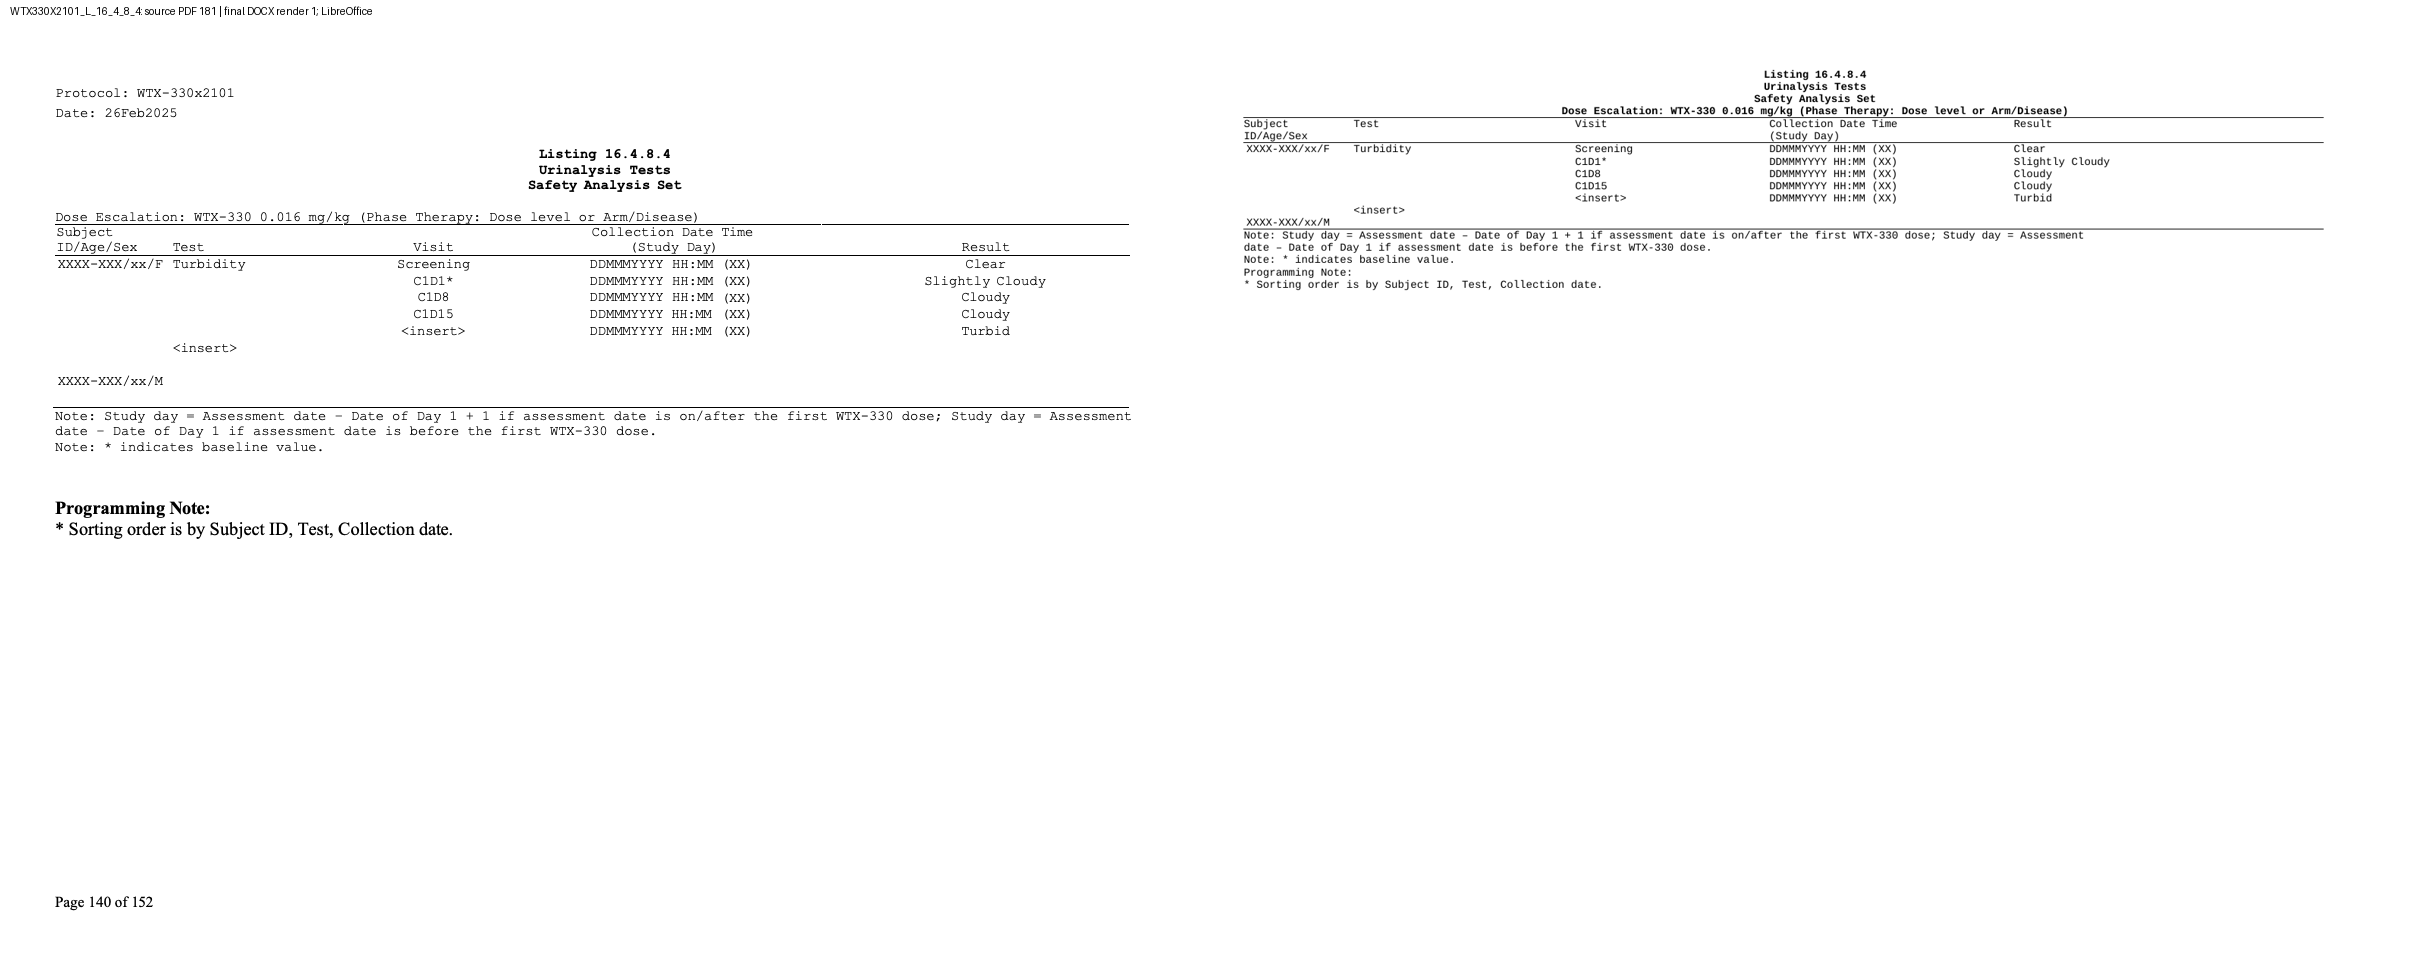 WTX330X2101_L_16_4_8_4: source PDF 181 | final DOCX render 1; LibreOffice
Protocol: WTX-330x2101
Date: 26Feb2025
Listing 16.4.8.4
Urinalysis Tests
Safety Analysis Set
Dose Escalation: WTX-330 0.016 mg/kg (Phase Therapy: Dose level or Arm/Disease)
Subject Collection Date Time
ID/Age/Sex Test Visit (Study Day) Result
XXXX-XXX/xx/F Turbidity Screening DDMMMYYYY HH:MM (XX) Clear
C1D1* DDMMMYYYY HH:MM (XX) Slightly Cloudy
C1D8 DDMMMYYYY HH:MM (XX) Cloudy
C1D15 DDMMMYYYY HH:MM (XX) Cloudy
<insert> DDMMMYYYY HH:MM (XX) Turbid
<insert>
XXXX-XXX/xx/M
Note: Study day = Assessment date – Date of Day 1 + 1 if assessment date is on/after the first WTX-330 dose; Study day = Assessment
date – Date of Day 1 if assessment date is before the first WTX-330 dose.
Note: * indicates baseline value.
Programming Note:
* Sorting order is by Subject ID, Test, Collection date.
Page 140 of 152
Listing 16.4.8.4
Urinalysis Tests
Safety Analysis Set
Dose Escalation: WTX-330 0.016 mg/kg (Phase Therapy: Dose level or Arm/Disease)
Subject Test Visit Collection Date Time Result
ID/Age/Sex (Study Day)
XXXX-XXX/xx/F Turbidity Screening DDMMMYYYY HH:MM (XX) Clear
C1D1* DDMMMYYYY HH:MM (XX) Slightly Cloudy
C1D8 DDMMMYYYY HH:MM (XX) Cloudy
C1D15 DDMMMYYYY HH:MM (XX) Cloudy
<insert> DDMMMYYYY HH:MM (XX) Turbid
<insert>
XXXX-XXX/xx/M
Note: Study day = Assessment date – Date of Day 1 + 1 if assessment date is on/after the first WTX-330 dose; Study day = Assessment
date – Date of Day 1 if assessment date is before the first WTX-330 dose.
Note: * indicates baseline value.
Programming Note:
* Sorting order is by Subject ID, Test, Collection date.